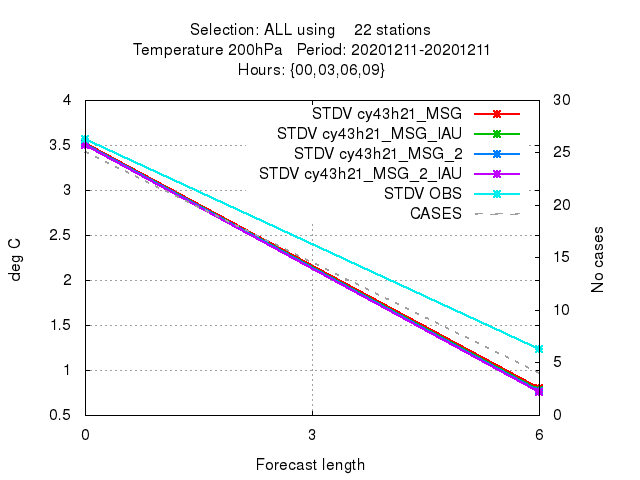 Selection: ALL using    22 stations
Temperature 200hPa   Period: 20201211-20201211
Hours: {00,03,06,09}
STDV cy43h21_MSG
STDV cy43h21_MSG_IAU
STDV cy43h21_MSG_2
STDV cy43h21_MSG_2_IAU
STDV OBS
CASES
4
3.5
3
2.5
2
1.5
1
0.5
deg C
30
25
20
15
10
5
0
No cases
0
3
6
Forecast length